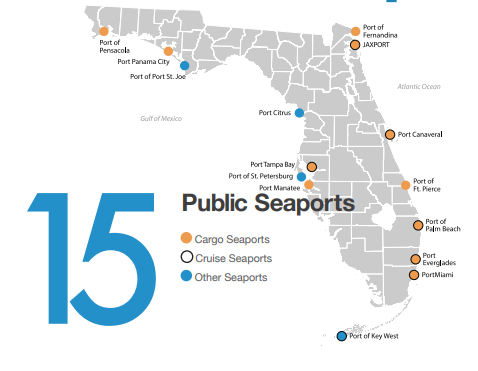 Port of
Fernandina
JAXPORT
Port of
Pensacola
Port Panama City
Port of Port St. Joe
Atlantic Ocean
Gulf of Mexico
Port Citrus
Port Canaveral
Port Tampa Bay
Port of St. Petersburg
Port Manatee
Port of
Ft. Pierce
15
Public Seaports
Cargo Seaports
Cruise Seaports
Other Seaports
Port of
Palm Beach
Port
Everglades
PortMiami
Port of Key West